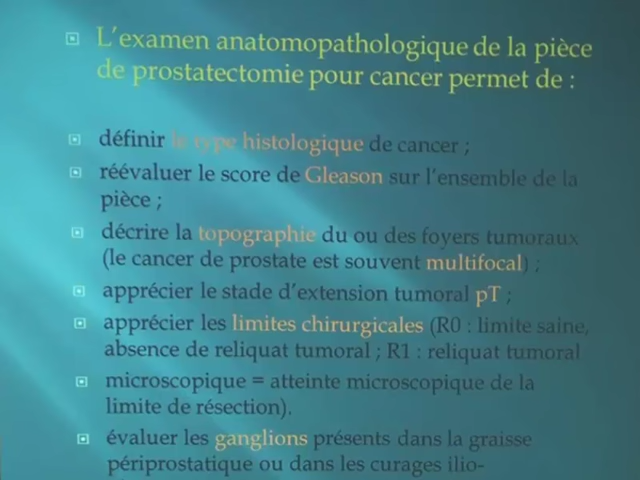 L'examen anatomopathologique de la pièce
de prostatectomie pour cancer permet de :
définir le type histologique de cancer ;
réévaluer le score de Gleason sur l'ensemble de la
pièce ;
décrire la topographie du ou des foyers tumoraux
(le cancer de prostate est souvent multifocal) ;
apprécier le stade d'extension tumoral pT ;
apprécier les limites chirurgicales (R0 : limite saine,
absence de reliquat tumoral ; R1 : reliquat tumoral
microscopique = atteinte microscopique de la
limite de résection).
évaluer les ganglions présents dans la graisse
périprostatique ou dans les curages ilio-